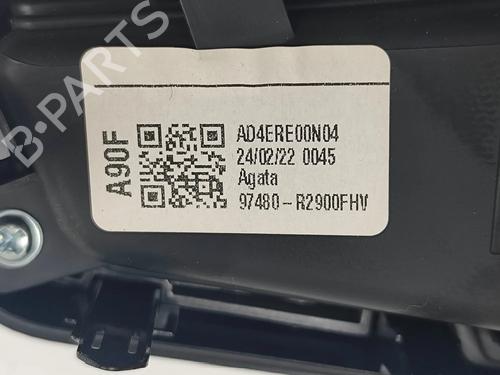 B-PARTS
A90F
AD4ERE00N04
24/02/22 0045
Agata
97480-R2900FHV